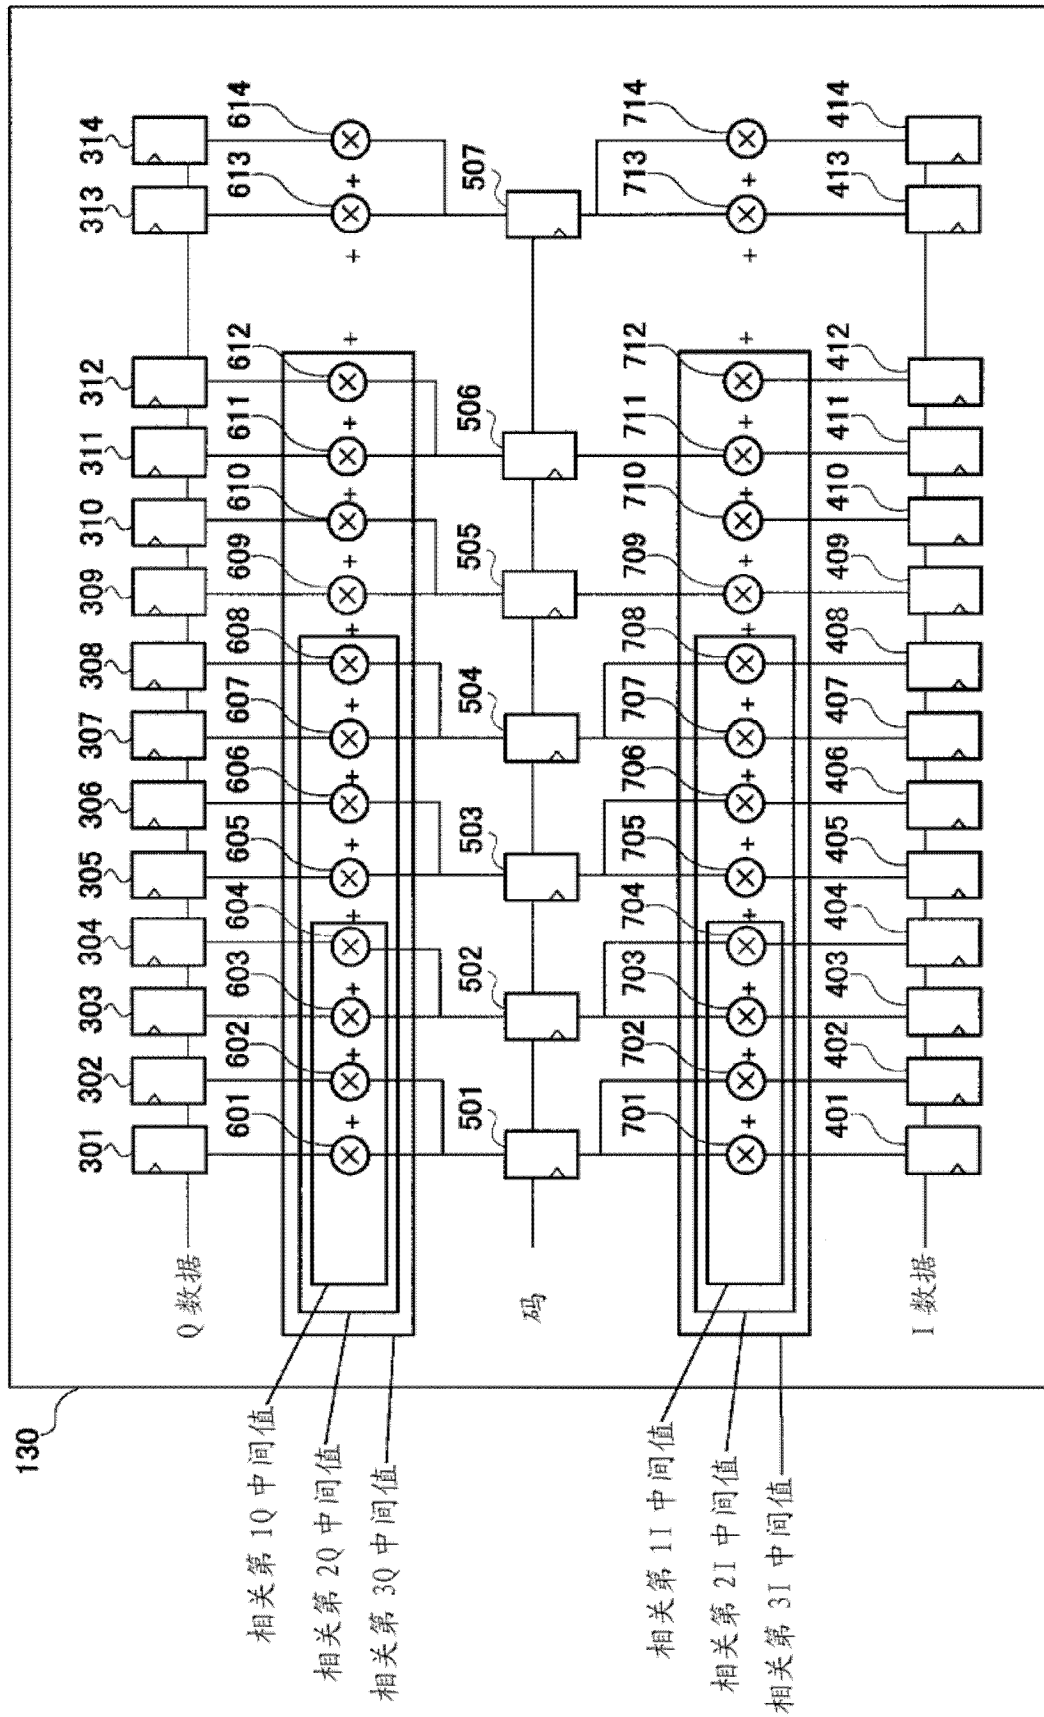 130
301 302 303 304 305 306 307 308 309 310 311 312 313 314
Q 数据
601 602 603 604 605 606 607 608 609 610 611 612 613 614
+ + + + + + + + + + + + + +
相关第 1Q 中间值
相关第 2Q 中间值
相关第 3Q 中间值
501 502 503 504 505 506 507
码
701 702 703 704 705 706 707 708 709 710 711 712 713 714
+ + + + + + + + + + + + + +
相关第 1I 中间值
相关第 2I 中间值
相关第 3I 中间值
401 402 403 404 405 406 407 408 409 410 411 412 413 414
I 数据